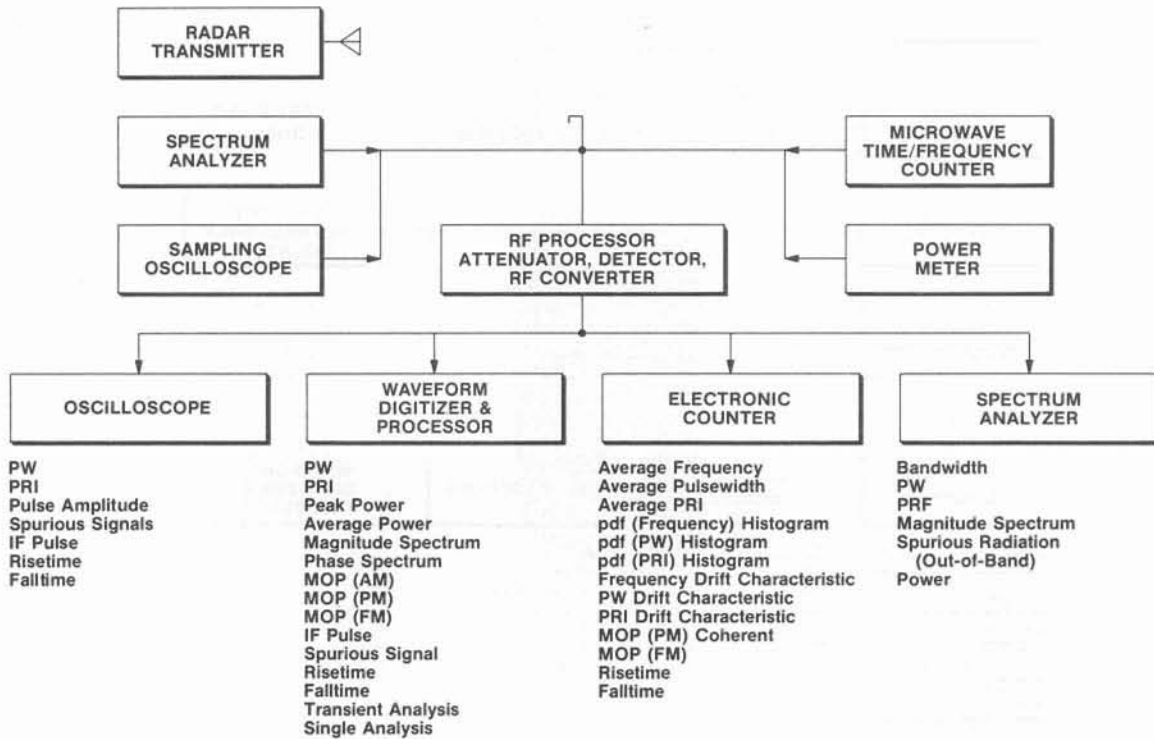 RADAR
TRANSMITTER
SPECTRUM
ANALYZER
MICROWAVE
TIME/FREQUENCY
COUNTER
SAMPLING
OSCILLOSCOPE
RF PROCESSOR
ATTENUATOR, DETECTOR,
RF CONVERTER
POWER
METER
OSCILLOSCOPE
PW
PRI
Pulse Amplitude
Spurious Signals
IF Pulse
Risetime
Falltime
WAVEFORM
DIGITIZER &
PROCESSOR
PW
PRI
Peak Power
Average Power
Magnitude Spectrum
Phase Spectrum
MOP (AM)
MOP (PM)
MOP (FM)
IF Pulse
Spurious Signal
Risetime
Falltime
Transient Analysis
Single Analysis
ELECTRONIC
COUNTER
Average Frequency
Average Pulsewidth
Average PRI
pdf (Frequency) Histogram
pdf (PW) Histogram
pdf (PRI) Histogram
Frequency Drift Characteristic
PW Drift Characteristic
PRI Drift Characteristic
MOP (PM) Coherent
MOP (FM)
Risetime
Falltime
SPECTRUM
ANALYZER
Bandwidth
PW
PRF
Magnitude Spectrum
Spurious Radiation
(Out-of-Band)
Power